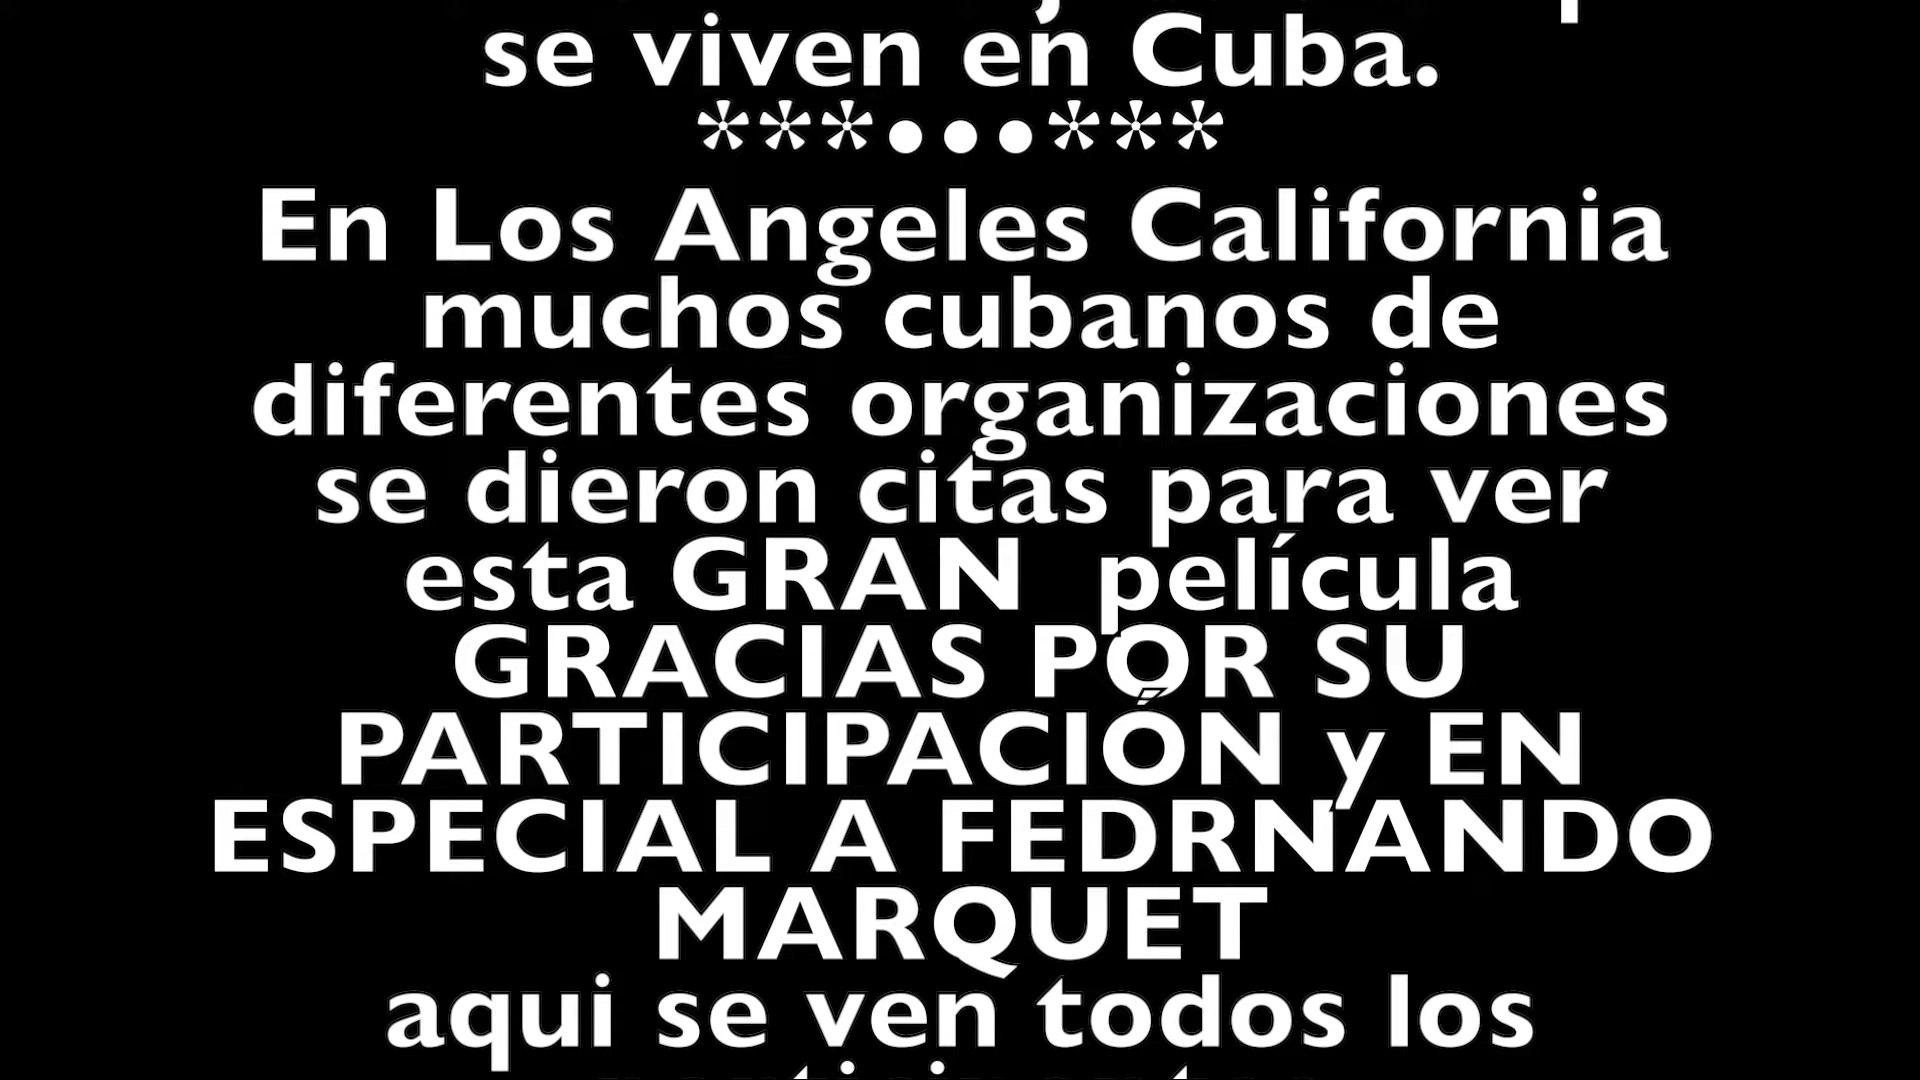 se viven en Cuba.
***•••***
En Los Angeles California
muchos cubanos de
diferentes organizaciones
se dieron citas para ver
esta GRAN  película
GRACIAS POR SU
PARTICIPACIÓN y EN
ESPECIAL A FEDRNANDO
MARQUET
aqui se ven todos los